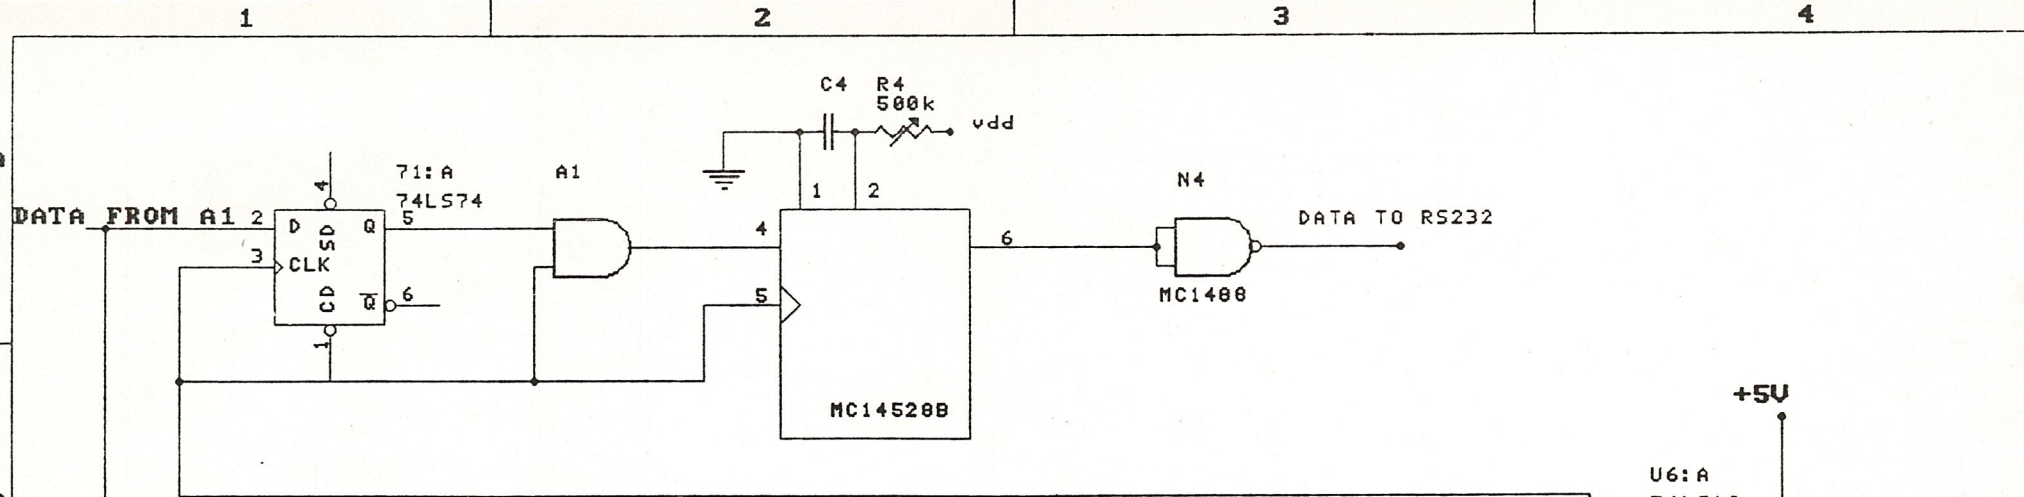 1 2 3 4
C4 R4
500k
vdd
1 2
71:A
74LS74
A1
N4
DATA FROM A1
DATA TO RS232
2 D SD Q 5
4
3 CLK
CD Q 6
1
4
5
6
MC1488
MC14528B
+5V
U6:A